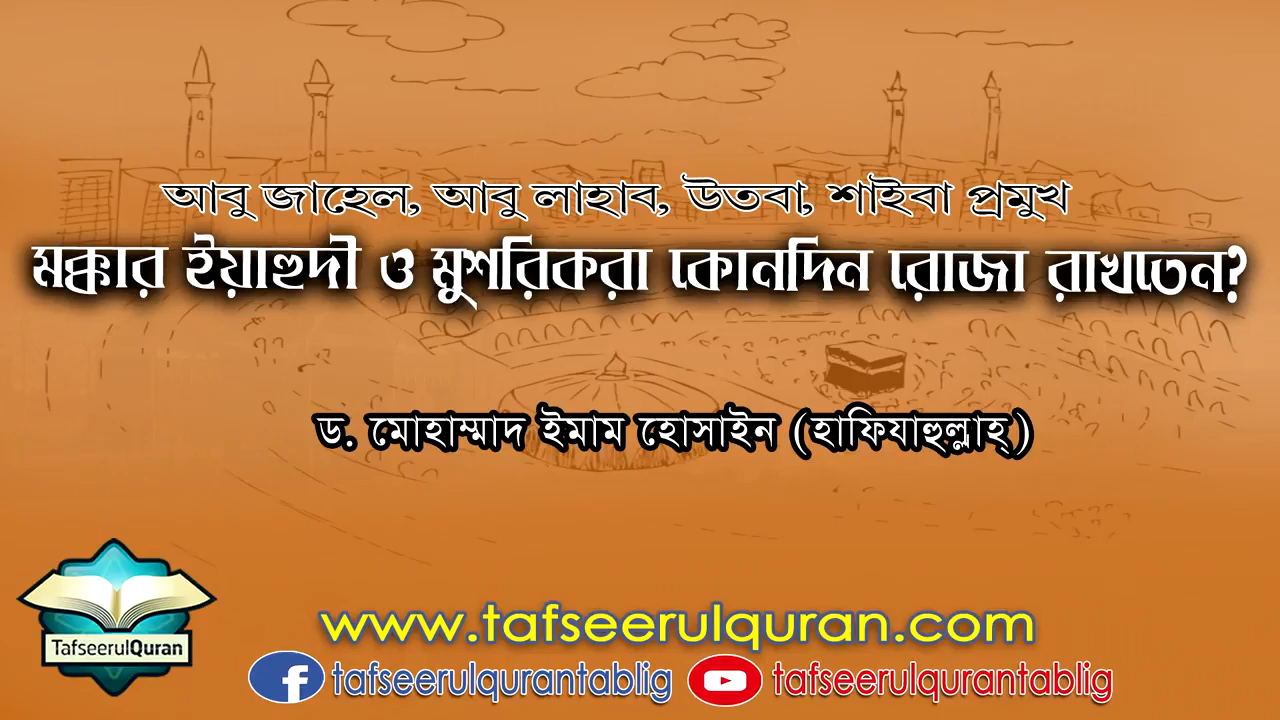 আবু জাহেল, আবু লাহাব, উতবা, শাইবা প্রমুখ
মক্কার ইয়াহুদী ও মুশরিকরা কোনদিন রোজা রাখতেন?
ড. মোহাম্মাদ ইমাম হোসাইন (হাফিযাহুল্লাহ্)
TafseerulQuran
www.tafseerulquran.com
tafseerulqurantablig tafseerulqurantablig